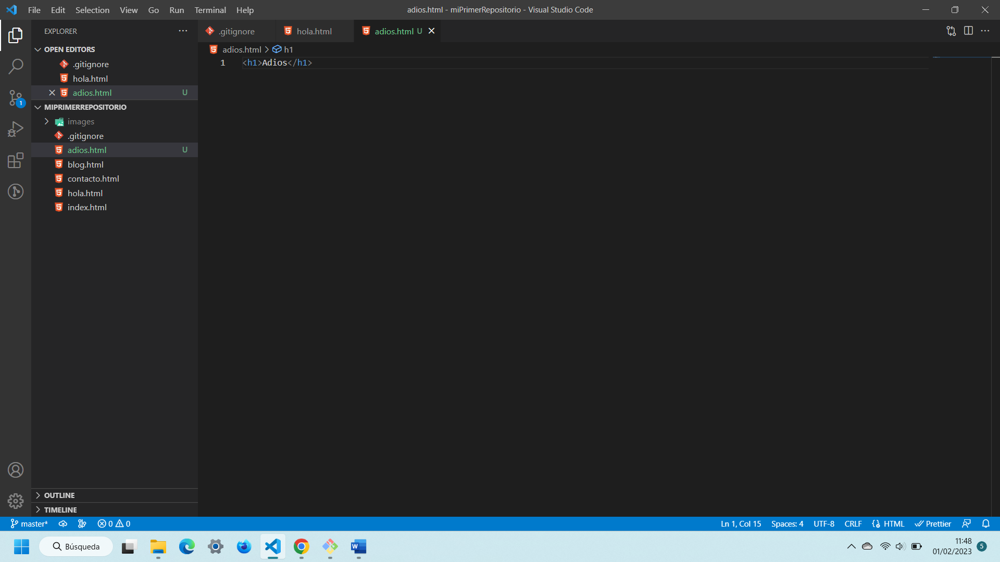 File Edit Selection View Go Run Terminal Help
adios.html - miPrimerRepositorio - Visual Studio Code
EXPLORER
OPEN EDITORS
.gitignore
hola.html
adios.html U
MIPRIMERREPOSITORIO
images
.gitignore
adios.html U
blog.html
contacto.html
hola.html
index.html
OUTLINE
TIMELINE
.gitignore hola.html adios.html U
adios.html > h1
1 <h1>Adios</h1>
1
master* 0 0
Ln 1, Col 15 Spaces: 4 UTF-8 CRLF HTML Prettier
Búsqueda
11:48
01/02/2023
5